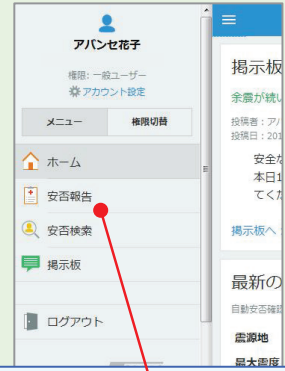 アバンセ花子
権限: 一般ユーザー
アカウント設定
メニュー
権限切替
ホーム
安否報告
安否検索
掲示板
ログアウト
掲示板
余震が続い
投稿者：アバ
投稿日：201
安全な
本日1
てくだ
掲示板へ
最新の
自動安否確認
震源地
最大震度